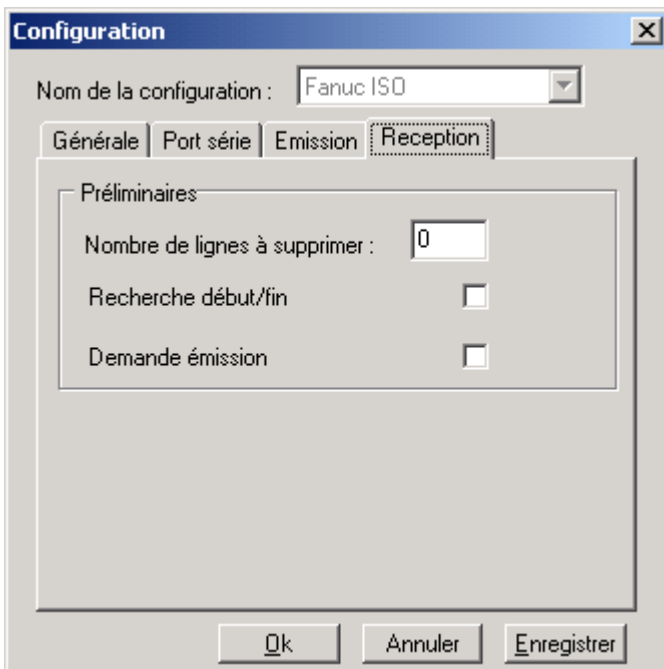 Configuration
Nom de la configuration : Fanuc ISO
Générale Port série Emission Reception
Préliminaires
Nombre de lignes à supprimer : 0
Recherche début/fin
Demande émission
Ok Annuler Enregistrer